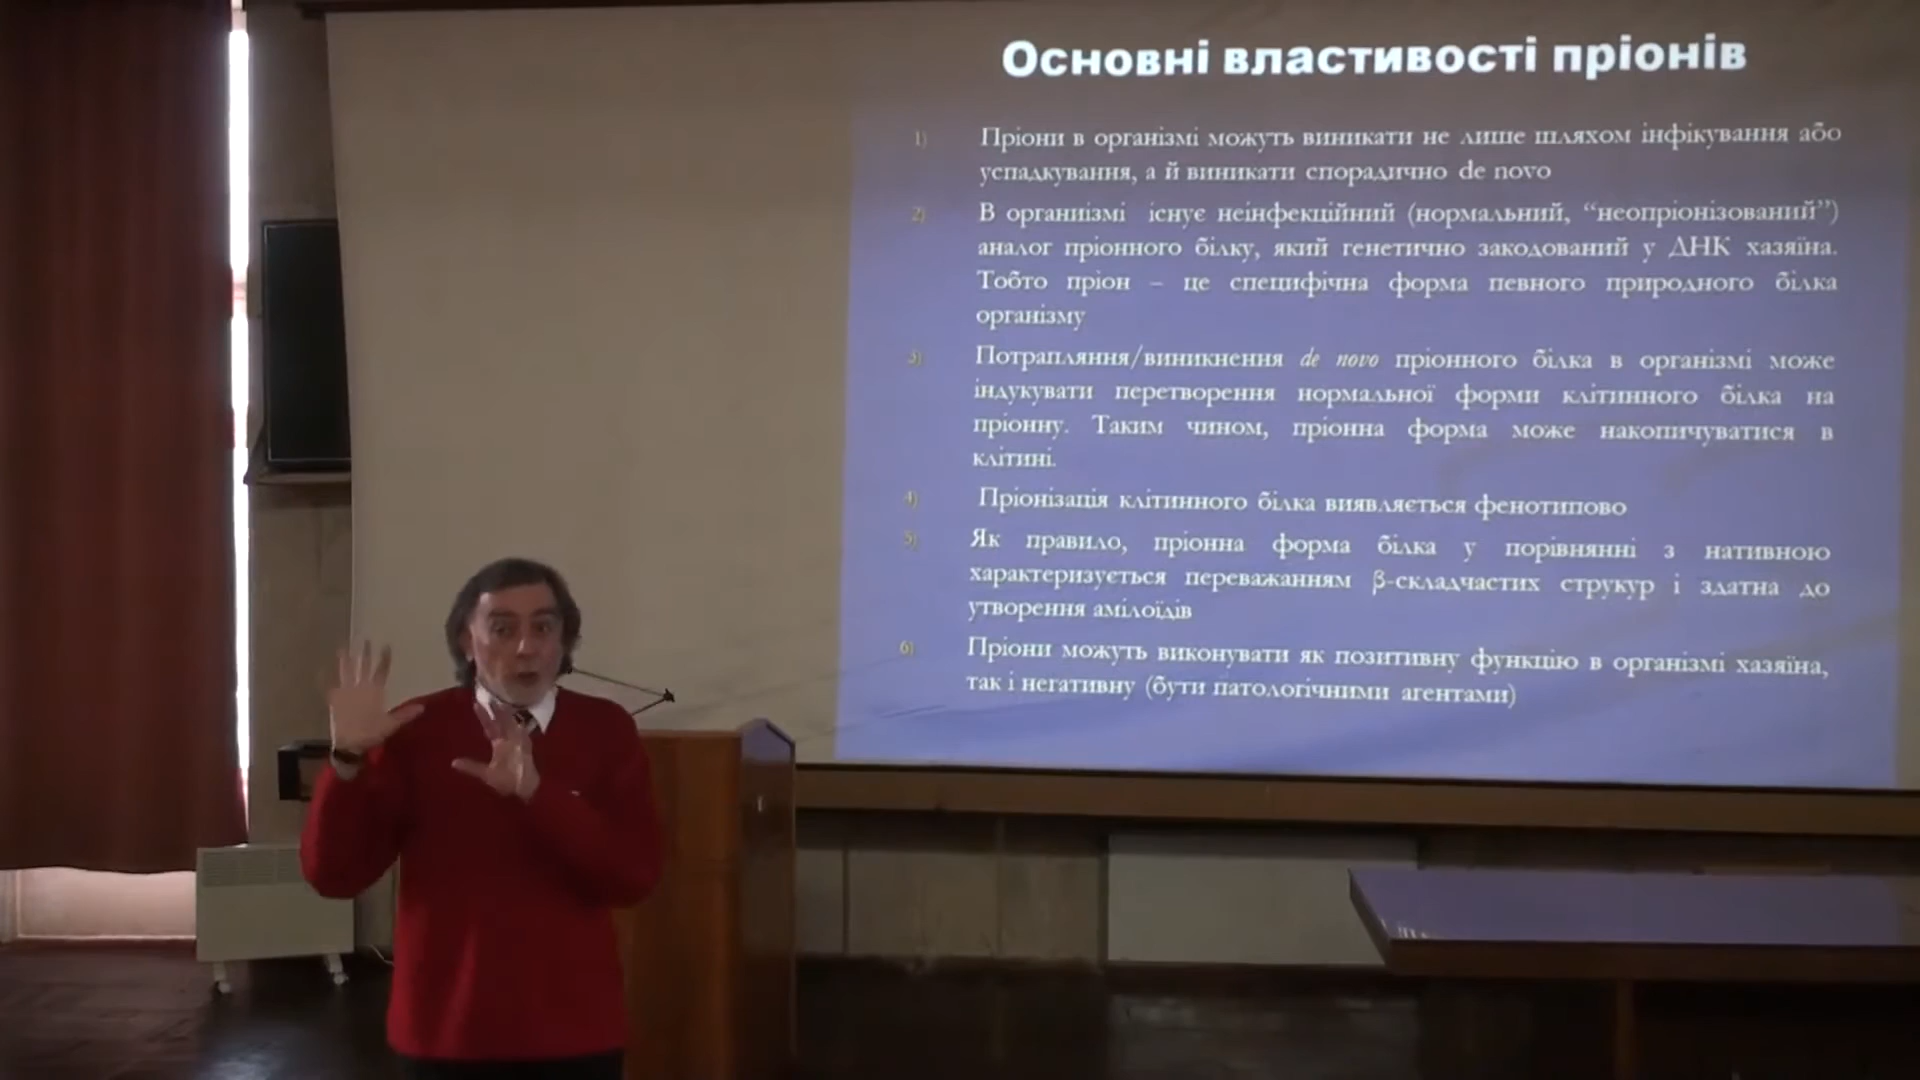 Основні властивості пріонів
1) Пріони в організмі можуть виникати не лише шляхом інфікування або
успадкування, а й виникати спорадично de novo
2) В органиізмі існує неінфекційний (нормальний, “неопріонізований”)
аналог пріонного білку, який генетично закодований у ДНК хазяїна.
Тобто пріон – це специфічна форма певного природного білка
організму
3) Потрапляння/виникнення de novo пріонного білка в організмі може
індукувати перетворення нормальної форми клітинного білка на
пріонну. Таким чином, пріонна форма може накопичуватися в
клітині.
4) Пріонізація клітинного білка виявляється фенотипово
5) Як правило, пріонна форма білка у порівнянні з нативною
характеризується переважанням β-складчастих струкур і здатна до
утворення амілоїдів
6) Пріони можуть виконувати як позитивну функцію в організмі хазяїна,
так і негативну (бути патологічними агентами)